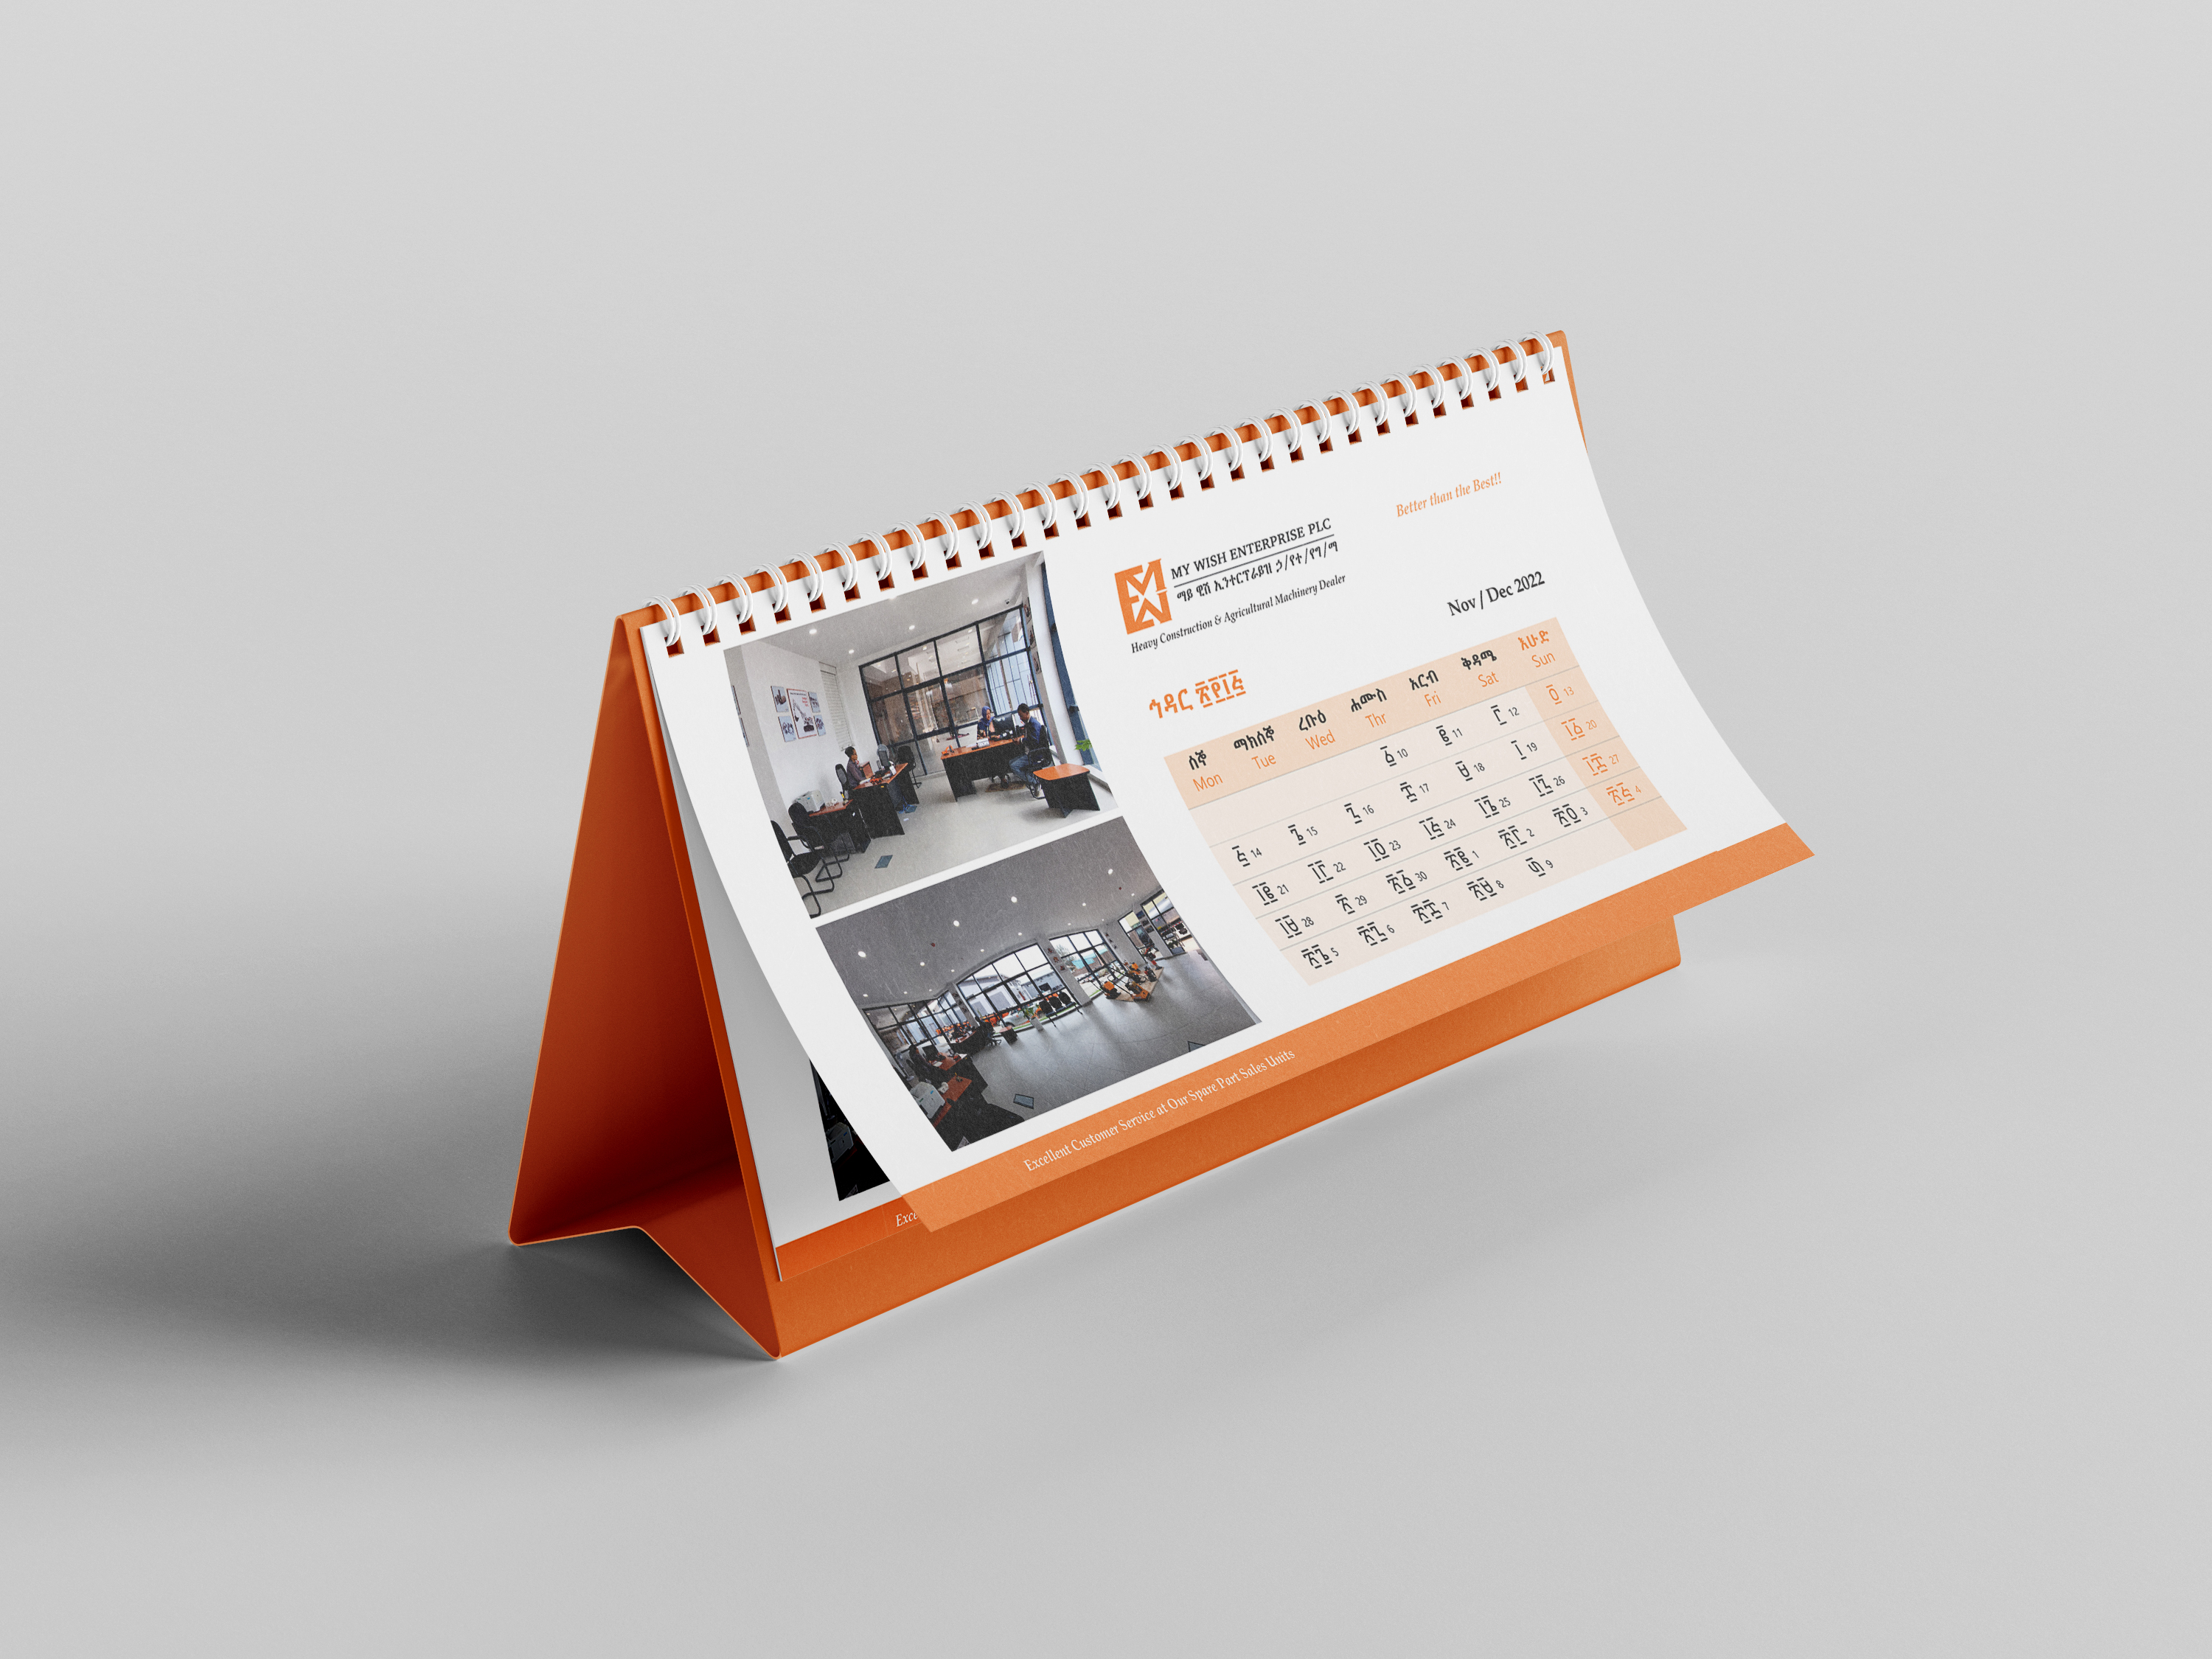 Better than the Best!!
MY WISH ENTERPRISE PLC
ማይ ዊሽ ኢንተርፕራይዝ ኃ/የተ/የግ/ማ
Heavy Construction & Agricultural Machinery Dealer
Nov / Dec 2022
ኅዳር ፳፻፲፭
ሰኞ ማክሰኞ ረቡዕ ሐሙስ አርብ ቅዳሜ እሁድ
Mon Tue Wed Thr Fri Sat Sun
፩ 10 ፪ 11 ፫ 12 ፬ 13
፭ 14 ፮ 15 ፯ 16 ፰ 17 ፱ 18 ፲ 19 ፲፩ 20
፲፪ 21 ፲፫ 22 ፲፬ 23 ፲፭ 24 ፲፮ 25 ፲፯ 26 ፲፰ 27
፲፱ 28 ፳ 29 ፳፩ 30 ፳፪ 1 ፳፫ 2 ፳፬ 3 ፳፭ 4
፳፮ 5 ፳፯ 6 ፳፰ 7 ፳፱ 8 ፴ 9
Excellent Customer Service at Our Spare Part Sales Units